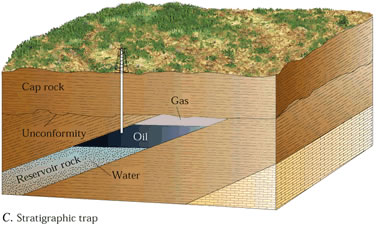 Cap rock
Gas
Unconformity
Oil
Reservoir rock
Water
C. Stratigraphic trap